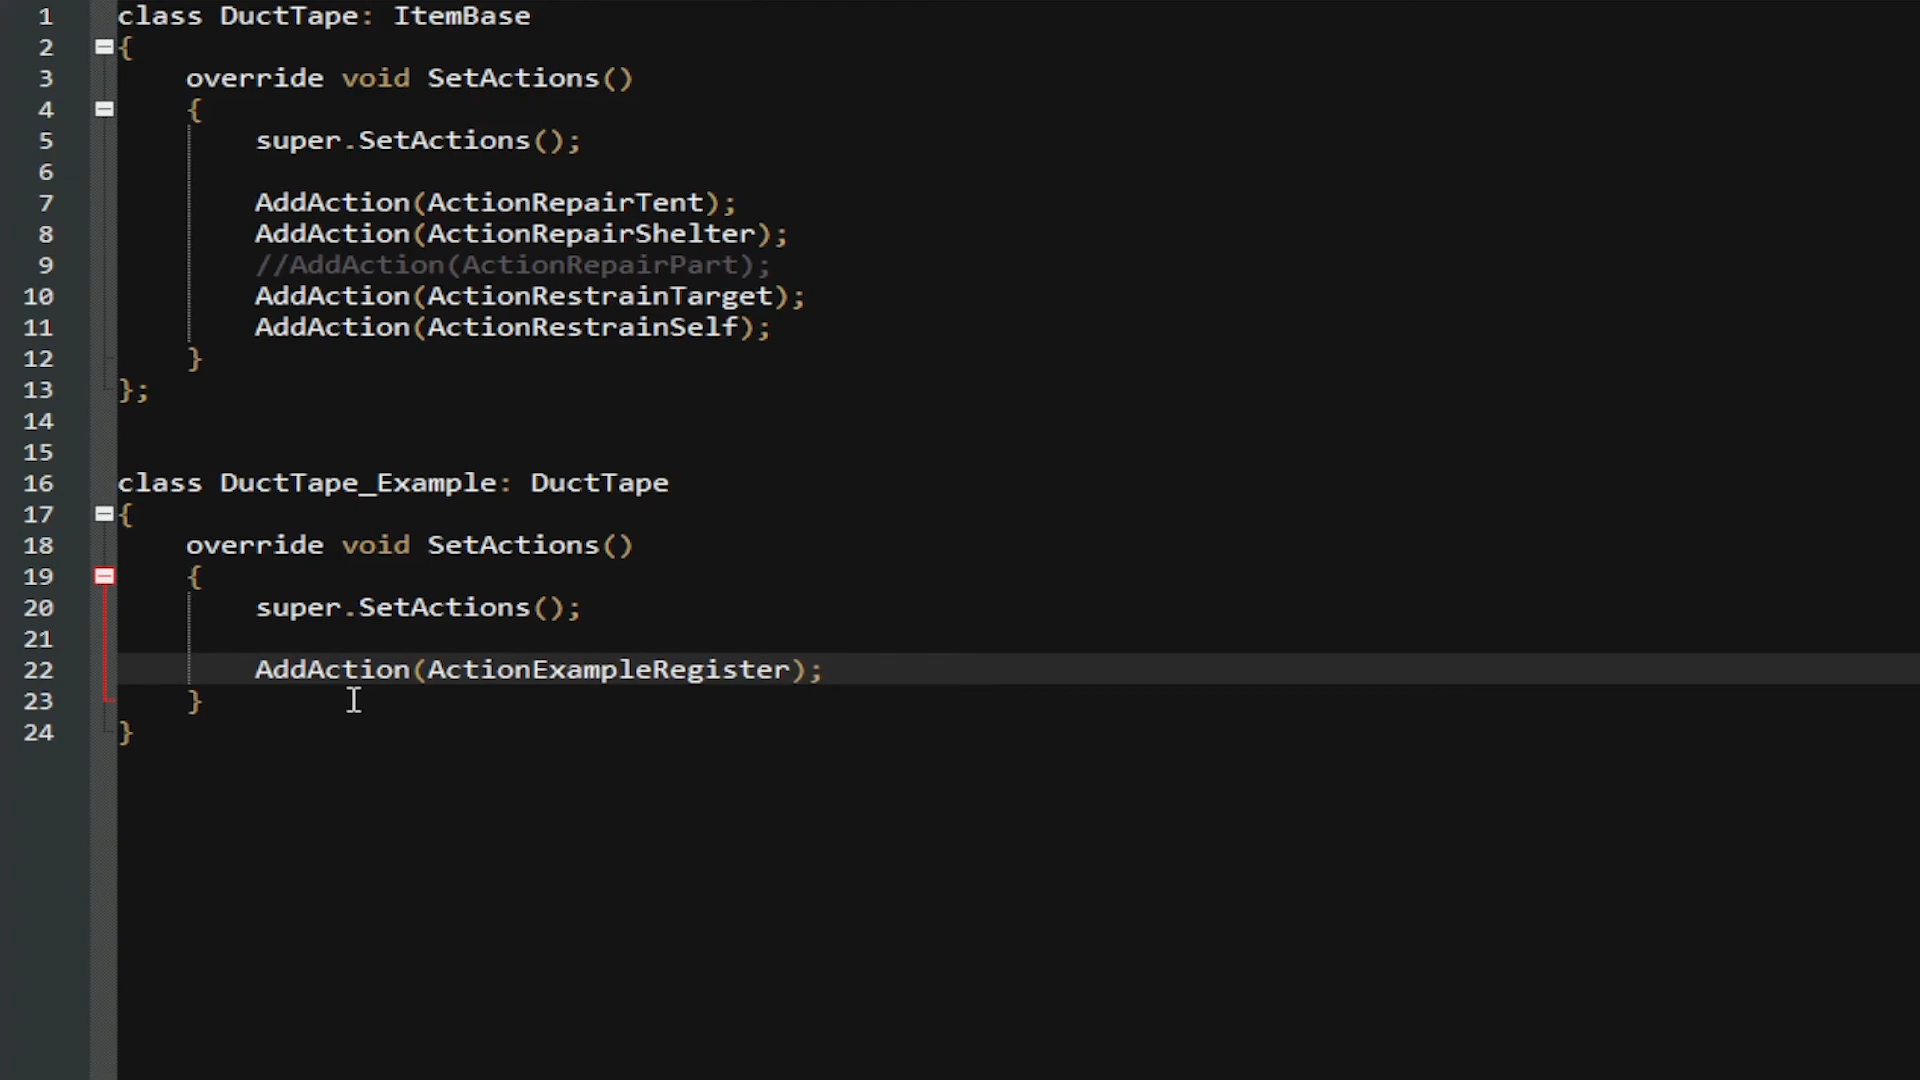 1 class DuctTape: ItemBase
2 {
3 override void SetActions()
4 {
5 super.SetActions();
6
7 AddAction(ActionRepairTent);
8 AddAction(ActionRepairShelter);
9 //AddAction(ActionRepairPart);
10 AddAction(ActionRestrainTarget);
11 AddAction(ActionRestrainSelf);
12 }
13 };
14
15
16 class DuctTape_Example: DuctTape
17 {
18 override void SetActions()
19 {
20 super.SetActions();
21
22 AddAction(ActionExampleRegister);
23 }
24 }